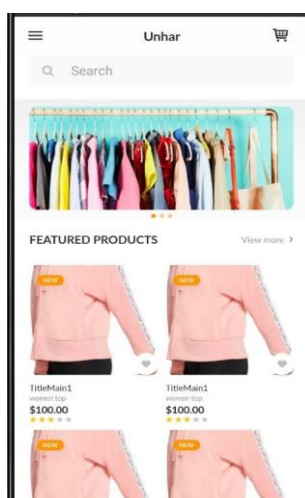 Unhar
Search
FEATURED PRODUCTS
View more >
NEW
NEW
TitleMain1
women top
$100.00
TitleMain1
women top
$100.00
NEW
NEW